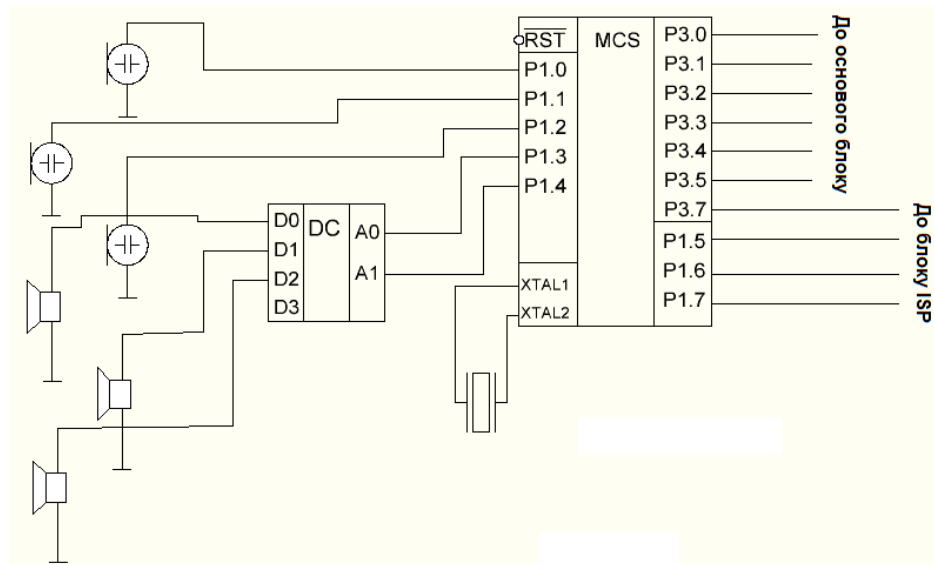 RST
MCS
P1.0
P1.1
P1.2
P1.3
P1.4
XTAL1
XTAL2
P3.0
P3.1
P3.2
P3.3
P3.4
P3.5
P3.7
P1.5
P1.6
P1.7
До основого блоку
До блоку ISP
D0
D1
D2
D3
DC
A0
A1